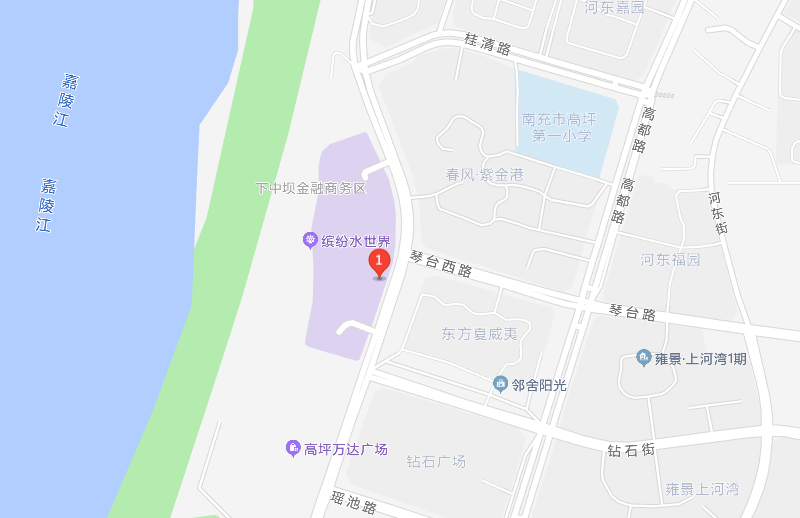 河东嘉园
桂清路
嘉陵江
高都路
南充市高坪
第一小学
春风·紫金港
下中坝金融商务区
高都路
嘉陵江
河东街
缤纷水世界
1
琴台西路
河东福园
琴台路
东方夏威夷
雍景·上河湾1期
邻舍阳光
高坪万达广场
钻石广场
钻石街
雍景上河湾
瑶池路